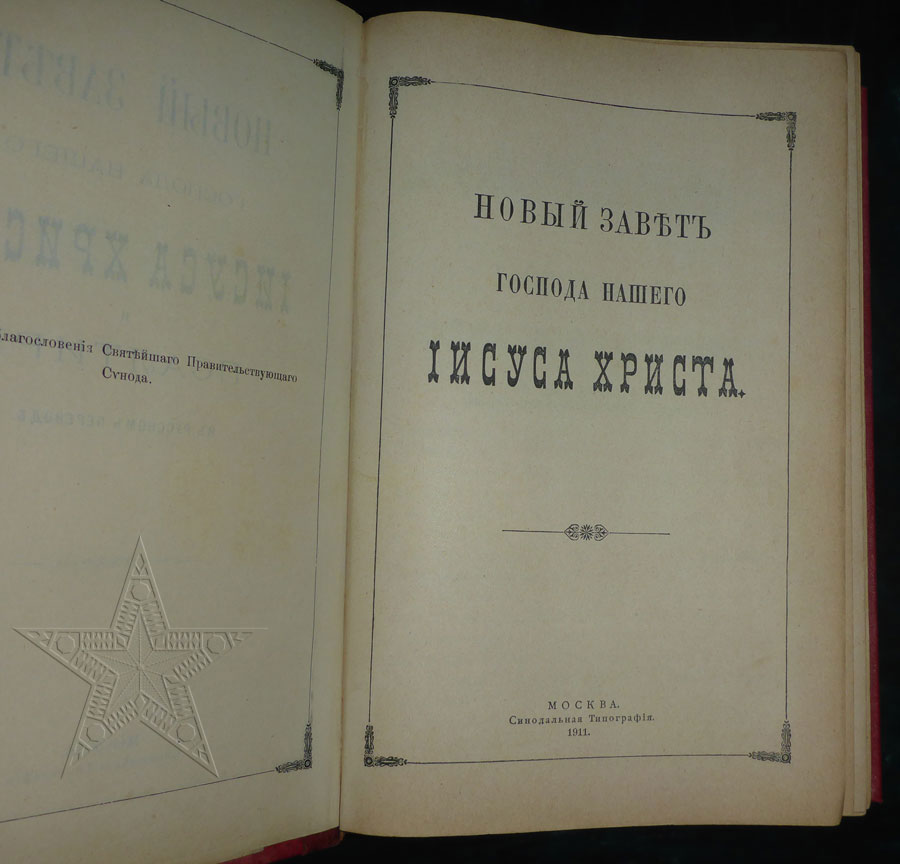 благословенія Святѣйшаго Правительствующаго
Сѵнода.
НОВЫЙ ЗАВѢТЪ
ГОСПОДА НАШЕГО
ІИСУСА ХРИСТА.
МОСКВА.
Синодальная Типографія.
1911.